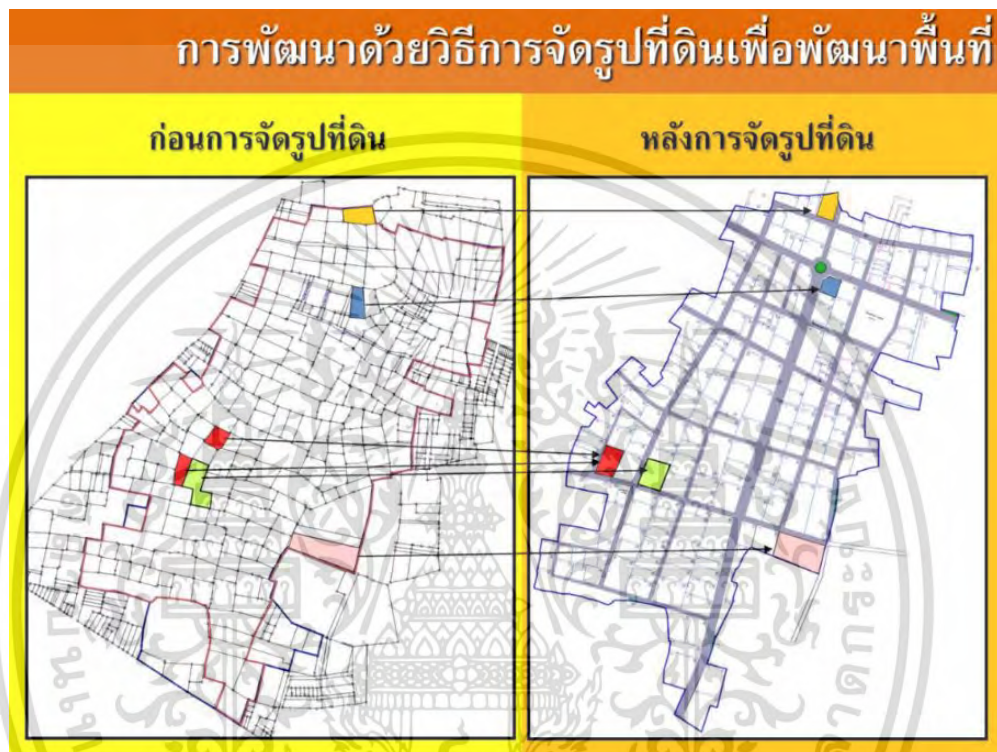 การพัฒนาด้วยวิธีการจัดรูปที่ดินเพื่อพัฒนาพื้นที่
ก่อนการจัดรูปที่ดิน
หลังการจัดรูปที่ดิน